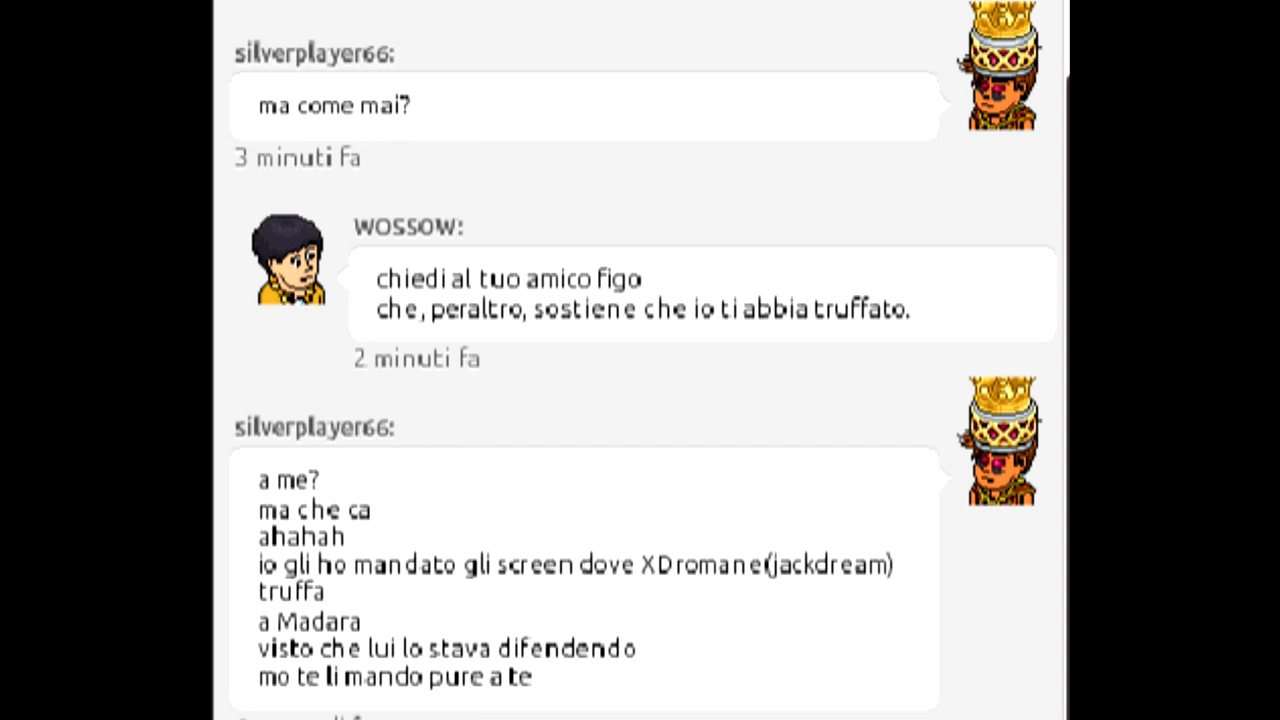 silverplayer66:
ma come mai?
3 minuti fa
WOSSOW:
chiedi al tuo amico figo
che, peraltro, sostiene che io ti abbia truffato.
2 minuti fa
silverplayer66:
a me?
ma che ca
ahahah
io gli ho mandato gli screen dove XDromane(jackdream)
truffa
a Madara
visto che lui lo stava difendendo
mo te li mando pure a te